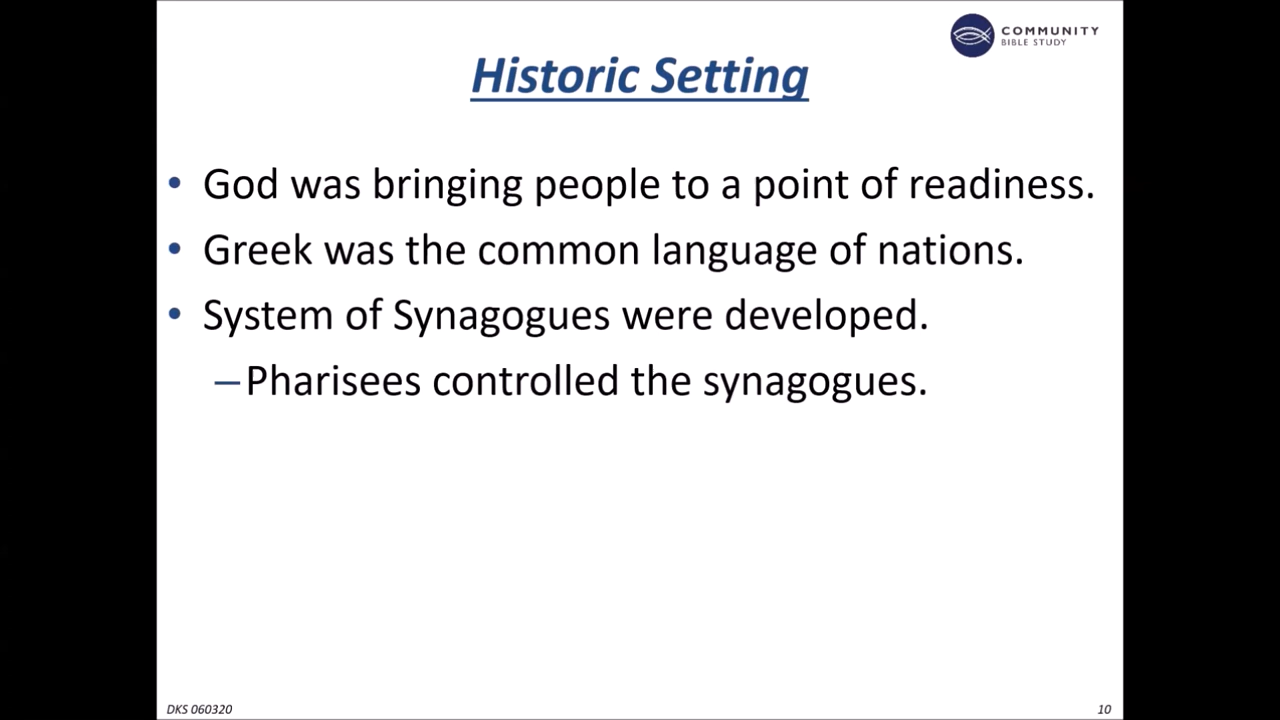 COMMUNITY
BIBLE STUDY
Historic Setting
• God was bringing people to a point of readiness.
• Greek was the common language of nations.
• System of Synagogues were developed.
–Pharisees controlled the synagogues.
DKS 060320
10